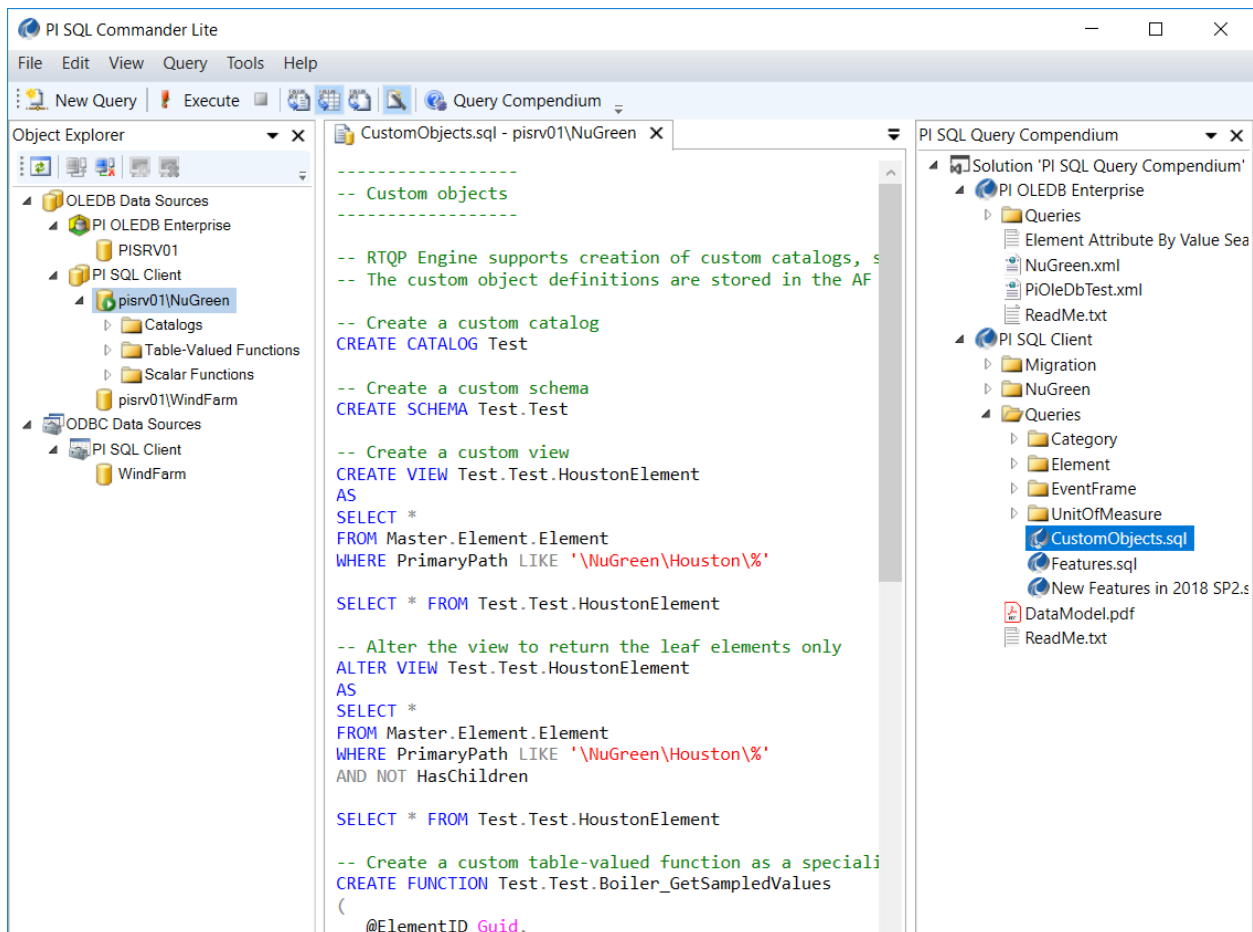 PI SQL Commander Lite
File Edit View Query Tools Help
New Query Execute Query Compendium
Object Explorer
OLEDB Data Sources
PI OLEDB Enterprise
PISRV01
PI SQL Client
pisrv01\NuGreen
Catalogs
Table-Valued Functions
Scalar Functions
pisrv01\WindFarm
ODBC Data Sources
PI SQL Client
WindFarm
CustomObjects.sql - pisrv01\NuGreen
------------------
-- Custom objects
------------------
-- RTQP Engine supports creation of custom catalogs, s
-- The custom object definitions are stored in the AF
-- Create a custom catalog
CREATE CATALOG Test
-- Create a custom schema
CREATE SCHEMA Test.Test
-- Create a custom view
CREATE VIEW Test.Test.HoustonElement
AS
SELECT *
FROM Master.Element.Element
WHERE PrimaryPath LIKE '\NuGreen\Houston\%'
SELECT * FROM Test.Test.HoustonElement
-- Alter the view to return the leaf elements only
ALTER VIEW Test.Test.HoustonElement
AS
SELECT *
FROM Master.Element.Element
WHERE PrimaryPath LIKE '\NuGreen\Houston\%'
AND NOT HasChildren
SELECT * FROM Test.Test.HoustonElement
-- Create a custom table-valued function as a speciali
CREATE FUNCTION Test.Test.Boiler_GetSampledValues
(
@ElementID Guid,
PI SQL Query Compendium
Solution 'PI SQL Query Compendium'
PI OLEDB Enterprise
Queries
Element Attribute By Value Sea
NuGreen.xml
PiOleDbTest.xml
ReadMe.txt
PI SQL Client
Migration
NuGreen
Queries
Category
Element
EventFrame
UnitOfMeasure
CustomObjects.sql
Features.sql
New Features in 2018 SP2.s
DataModel.pdf
ReadMe.txt